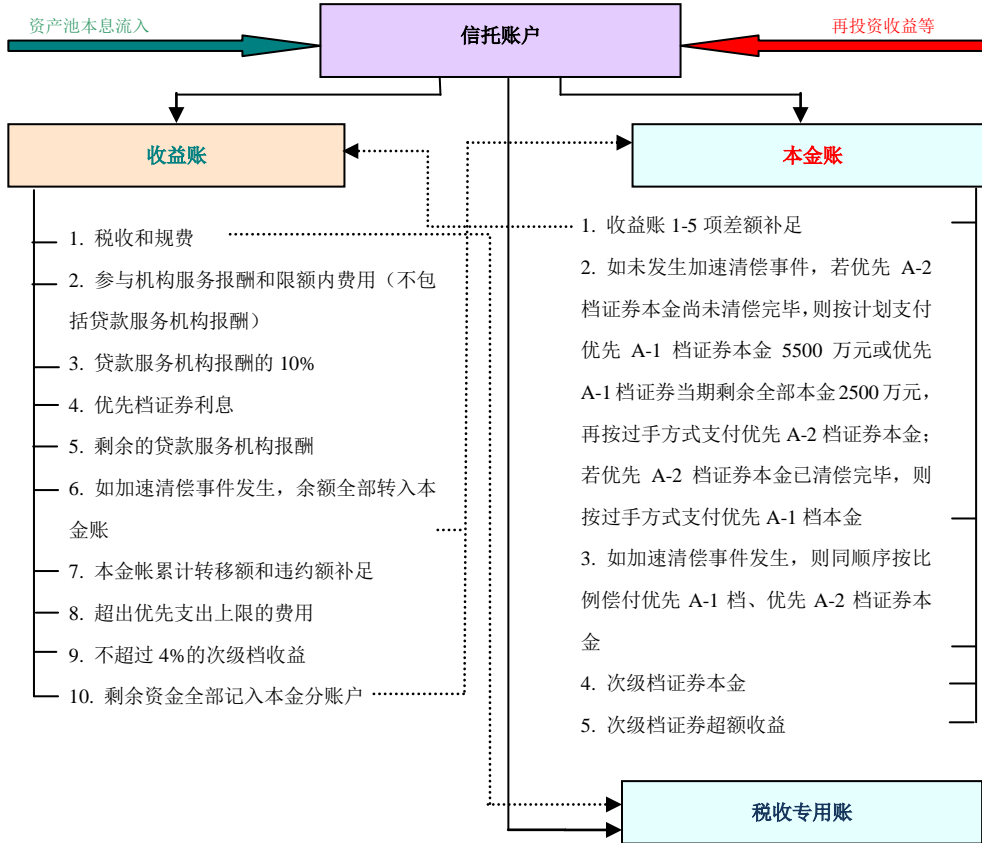 资产池本息流入
信托账户
再投资收益等
收益账
本金账
1. 税收和规费
2. 参与机构服务报酬和限额内费用（不包
括贷款服务机构报酬）
3. 贷款服务机构报酬的 10%
4. 优先档证券利息
5. 剩余的贷款服务机构报酬
6. 如加速清偿事件发生，余额全部转入本
金账
7. 本金帐累计转移额和违约额补足
8. 超出优先支出上限的费用
9. 不超过 4%的次级档收益
10. 剩余资金全部记入本金分账户
1. 收益账 1-5 项差额补足
2. 如未发生加速清偿事件，若优先 A-2
档证券本金尚未清偿完毕，则按计划支付
优先 A-1 档证券本金 5500 万元或优先
A-1 档证券当期剩余全部本金 2500 万元，
再按过手方式支付优先 A-2 档证券本金；
若优先 A-2 档证券本金已清偿完毕，则
按过手方式支付优先 A-1 档本金
3. 如加速清偿事件发生，则同顺序按比
例偿付优先 A-1 档、优先 A-2 档证券本
金
4. 次级档证券本金
5. 次级档证券超额收益
税收专用账